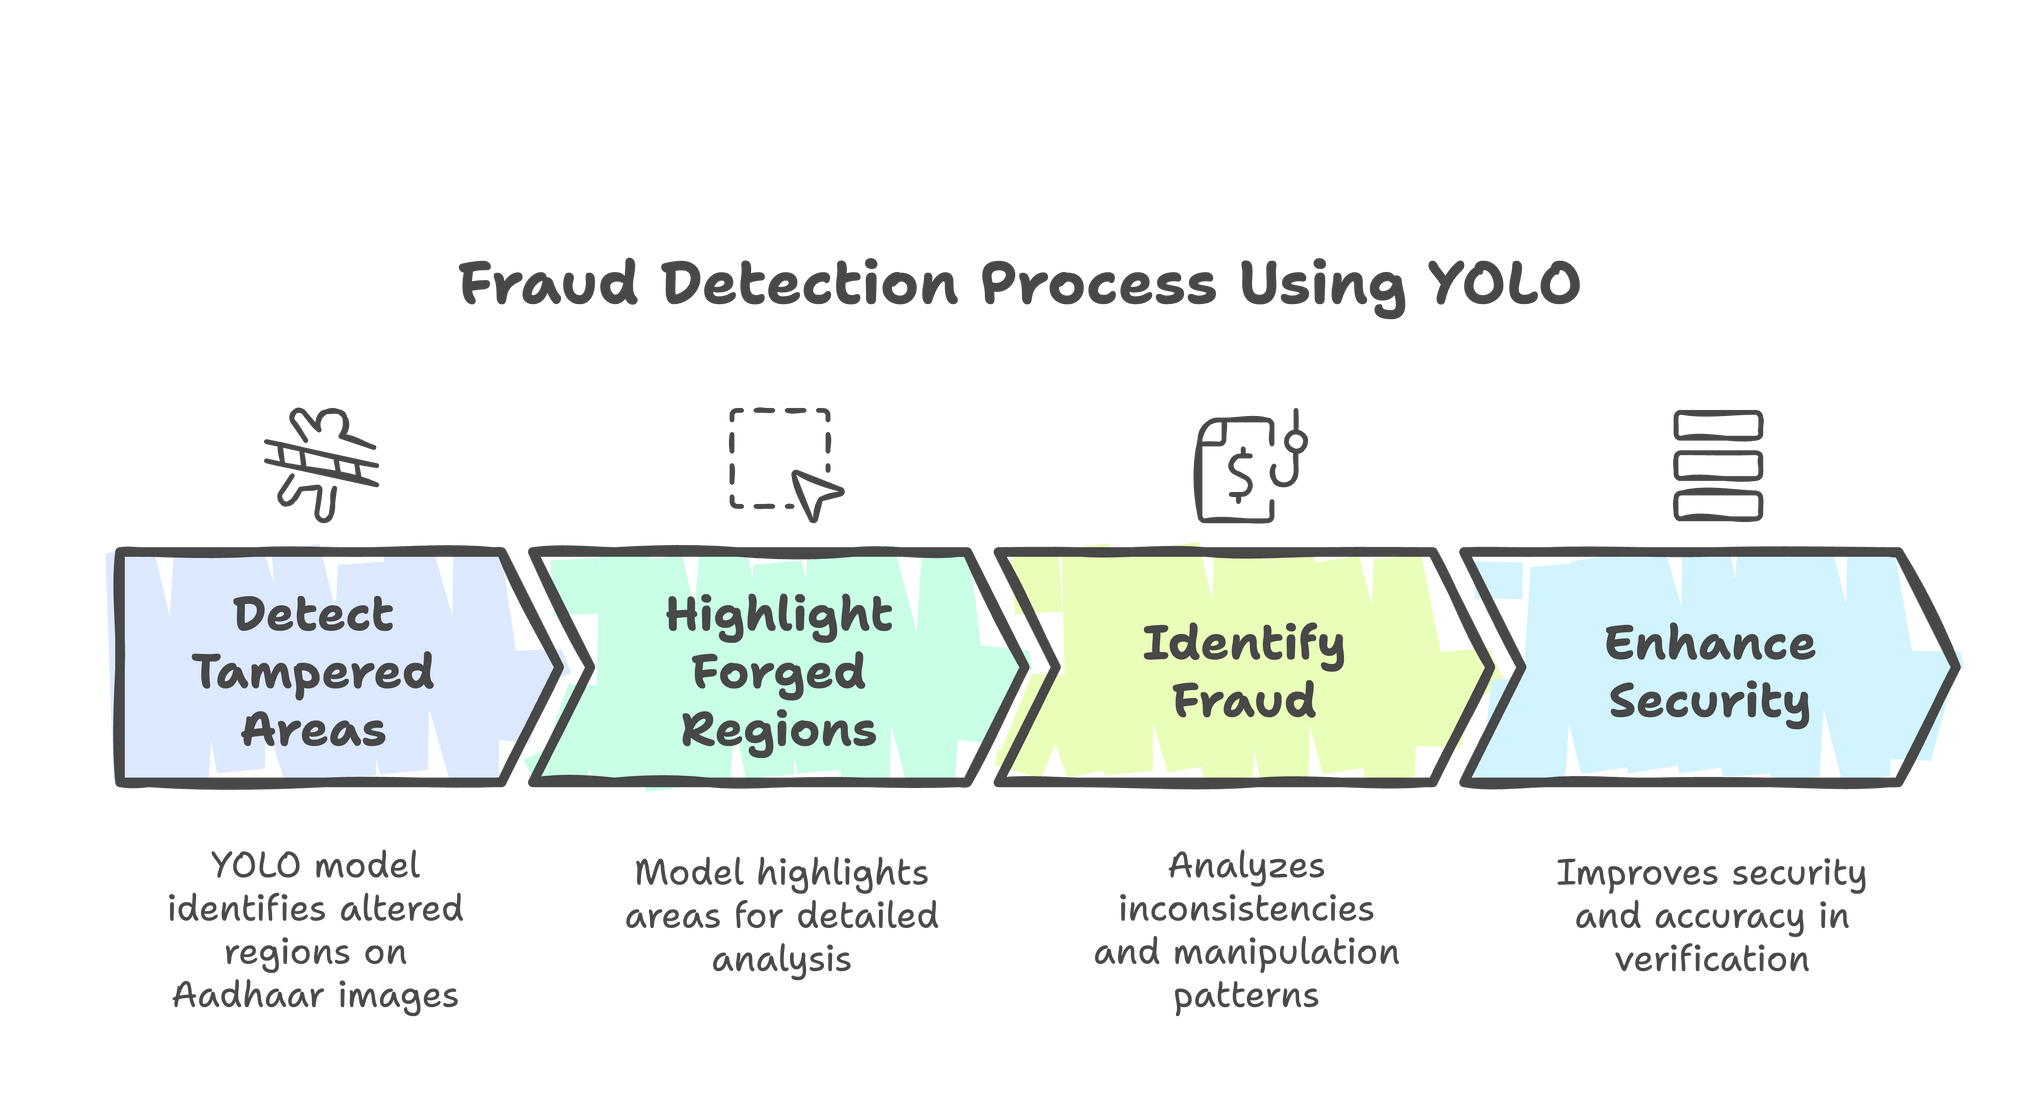 Fraud Detection Process Using YOLO
$
Detect
Tampered
Areas
Highlight
Forged
Regions
Identify
Fraud
Enhance
Security
YOLO model
identifies altered
regions on
Aadhaar images
Model highlights
areas for detailed
analysis
Analyzes
inconsistencies
and manipulation
patterns
Improves security
and accuracy in
verification